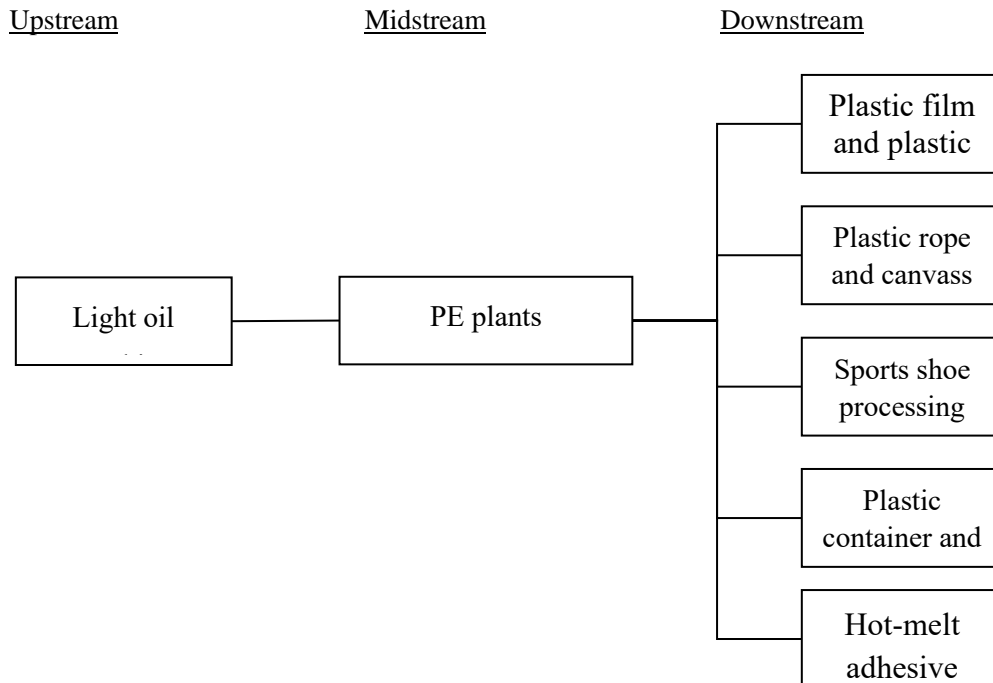 Upstream
Midstream
Downstream
Light oil
PE plants
Plastic film
and plastic
Plastic rope
and canvass
Sports shoe
processing
Plastic
container and
Hot-melt
adhesive